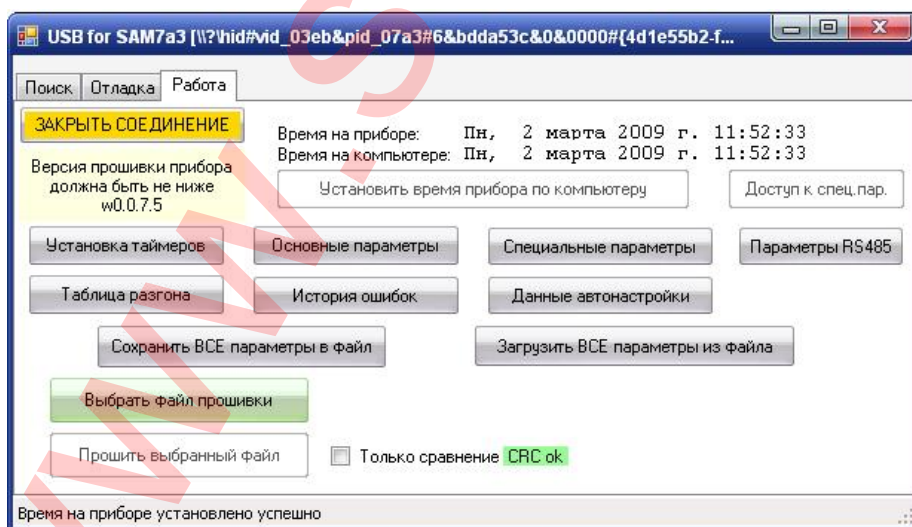 USB for SAM7a3 [\\?\hid#vid_03eb&pid_07a3#6&bdda53c&0&0000#{4d1e55b2-f...
Поиск Отладка Работа
ЗАКРЫТЬ СОЕДИНЕНИЕ
Время на приборе: Пн, 2 марта 2009 г. 11:52:33
Время на компьютере: Пн, 2 марта 2009 г. 11:52:33
Версия прошивки прибора
должна быть не ниже
w0.0.7.5
Установить время прибора по компьютеру Доступ к спец.пар.
Установка таймеров Основные параметры Специальные параметры Параметры RS485
Таблица разгона История ошибок Данные автонастройки
Сохранить ВСЕ параметры в файл Загрузить ВСЕ параметры из файла
Выбрать файл прошивки
Прошить выбранный файл Только сравнение CRC ok
Время на приборе установлено успешно